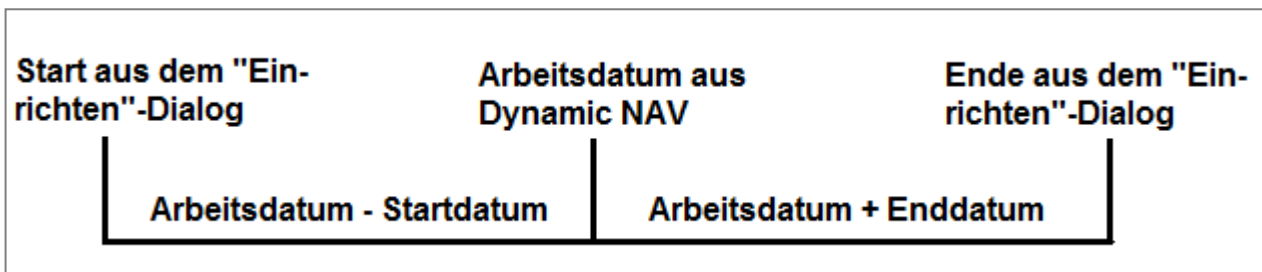 Start aus dem "Ein-
richten"-Dialog
Arbeitsdatum aus
Dynamic NAV
Ende aus dem "Ein-
richten"-Dialog
Arbeitsdatum - Startdatum
Arbeitsdatum + Enddatum